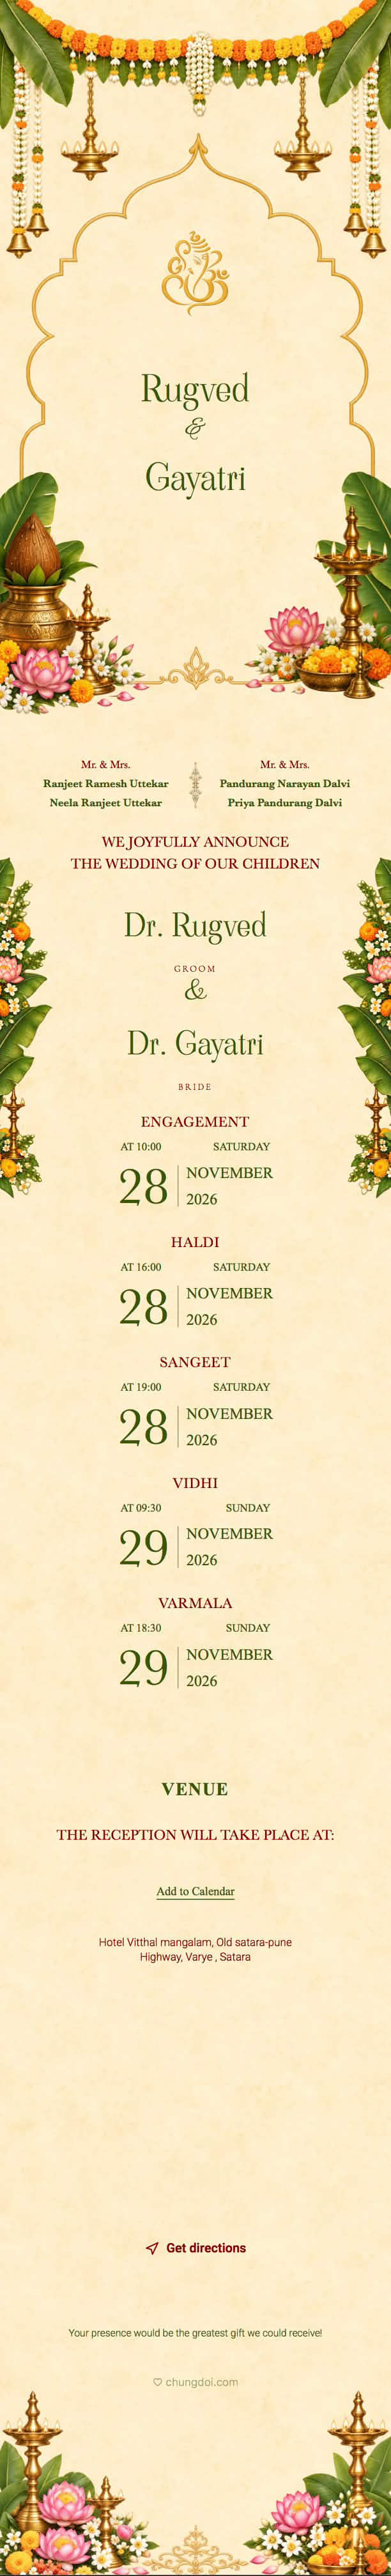 Rugved
&
Gayatri
Mr. & Mrs.
Ranjeet Ramesh Uttekar
Neela Ranjeet Uttekar
Mr. & Mrs.
Pandurang Narayan Dalvi
Priya Pandurang Dalvi
WE JOYFULLY ANNOUNCE
THE WEDDING OF OUR CHILDREN
Dr. Rugved
GROOM
&
Dr. Gayatri
BRIDE
ENGAGEMENT
AT 10:00 SATURDAY
28 NOVEMBER
2026
HALDI
AT 16:00 SATURDAY
28 NOVEMBER
2026
SANGEET
AT 19:00 SATURDAY
28 NOVEMBER
2026
VIDHI
AT 09:30 SUNDAY
29 NOVEMBER
2026
VARMALA
AT 18:30 SUNDAY
29 NOVEMBER
2026
VENUE
THE RECEPTION WILL TAKE PLACE AT:
Add to Calendar
Hotel Vitthal mangalam, Old satara-pune
Highway, Varye , Satara
Get directions
Your presence would be the greatest gift we could receive!
chungdoi.com